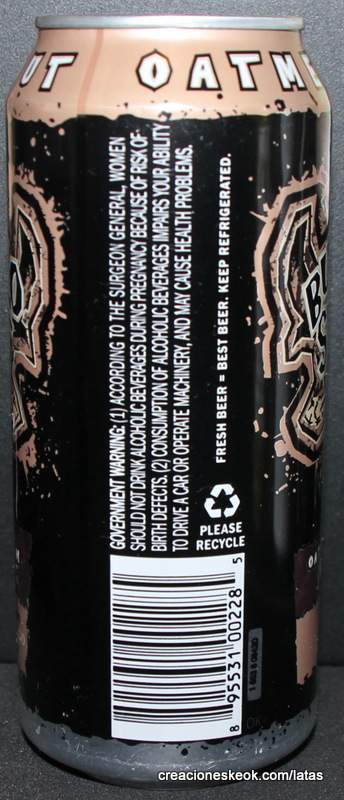 UT OATM
GOVERNMENT WARNING: (1) ACCORDING TO THE SURGEON GENERAL, WOMEN
SHOULD NOT DRINK ALCOHOLIC BEVERAGES DURING PREGNANCY BECAUSE OF RISK OF
BIRTH DEFECTS. (2) CONSUMPTION OF ALCOHOLIC BEVERAGES IMPAIRS YOUR ABILITY
TO DRIVE A CAR OR OPERATE MACHINERY, AND MAY CAUSE HEALTH PROBLEMS.
FRESH BEER = BEST BEER. KEEP REFRIGERATED.
PLEASE
RECYCLE
8 95531 00228 5
creacioneskeok.com/latas